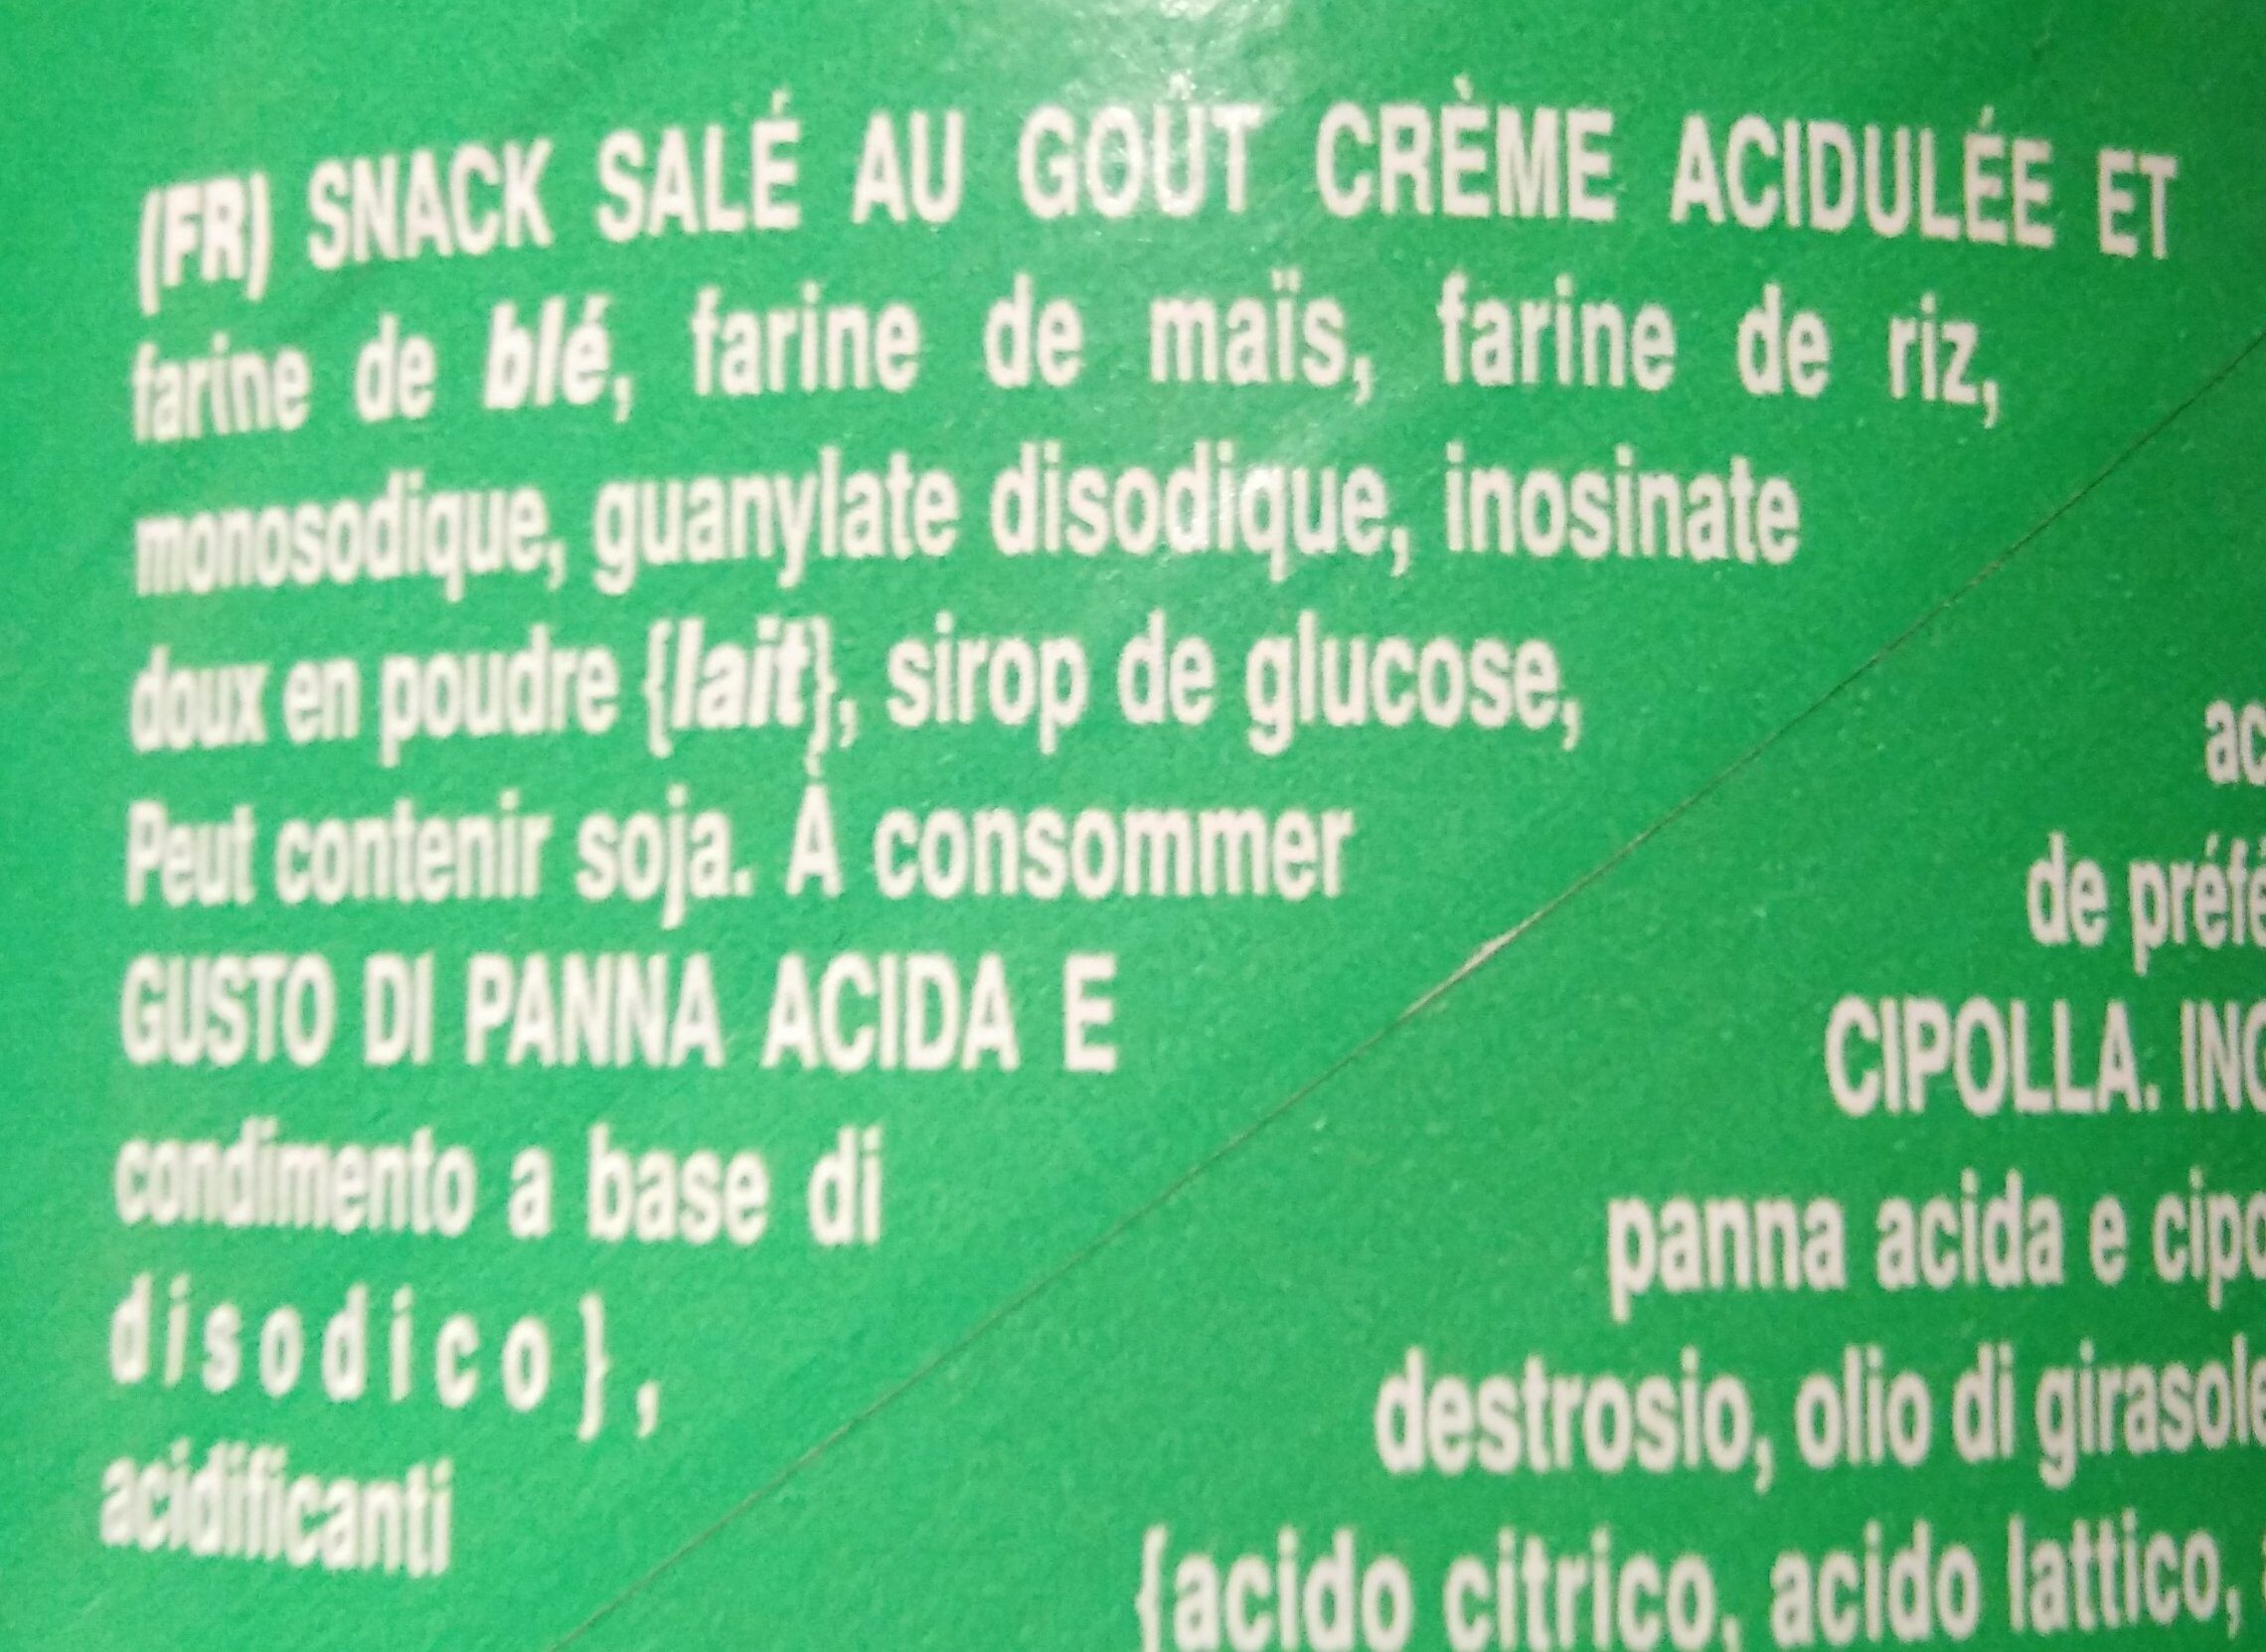 (FR) SNACK SALÉ AU GOÛT CRÈME ACIDULÉE ET
farine de blé, farine de maïs, farine de riz,
monosodique, guanylate disodique, inosinate
doux en poudre {lait}, sirop de glucose,
Peut contenir soja. À consommer
GUSTO DI PANNA ACIDA E
condimento a base di
disodico},
acidificanti
ac
de préfé
CIPOLLA. ING
panna acida e cipo
destrosio, olio di girasole
{acido citrico, acido lattico,